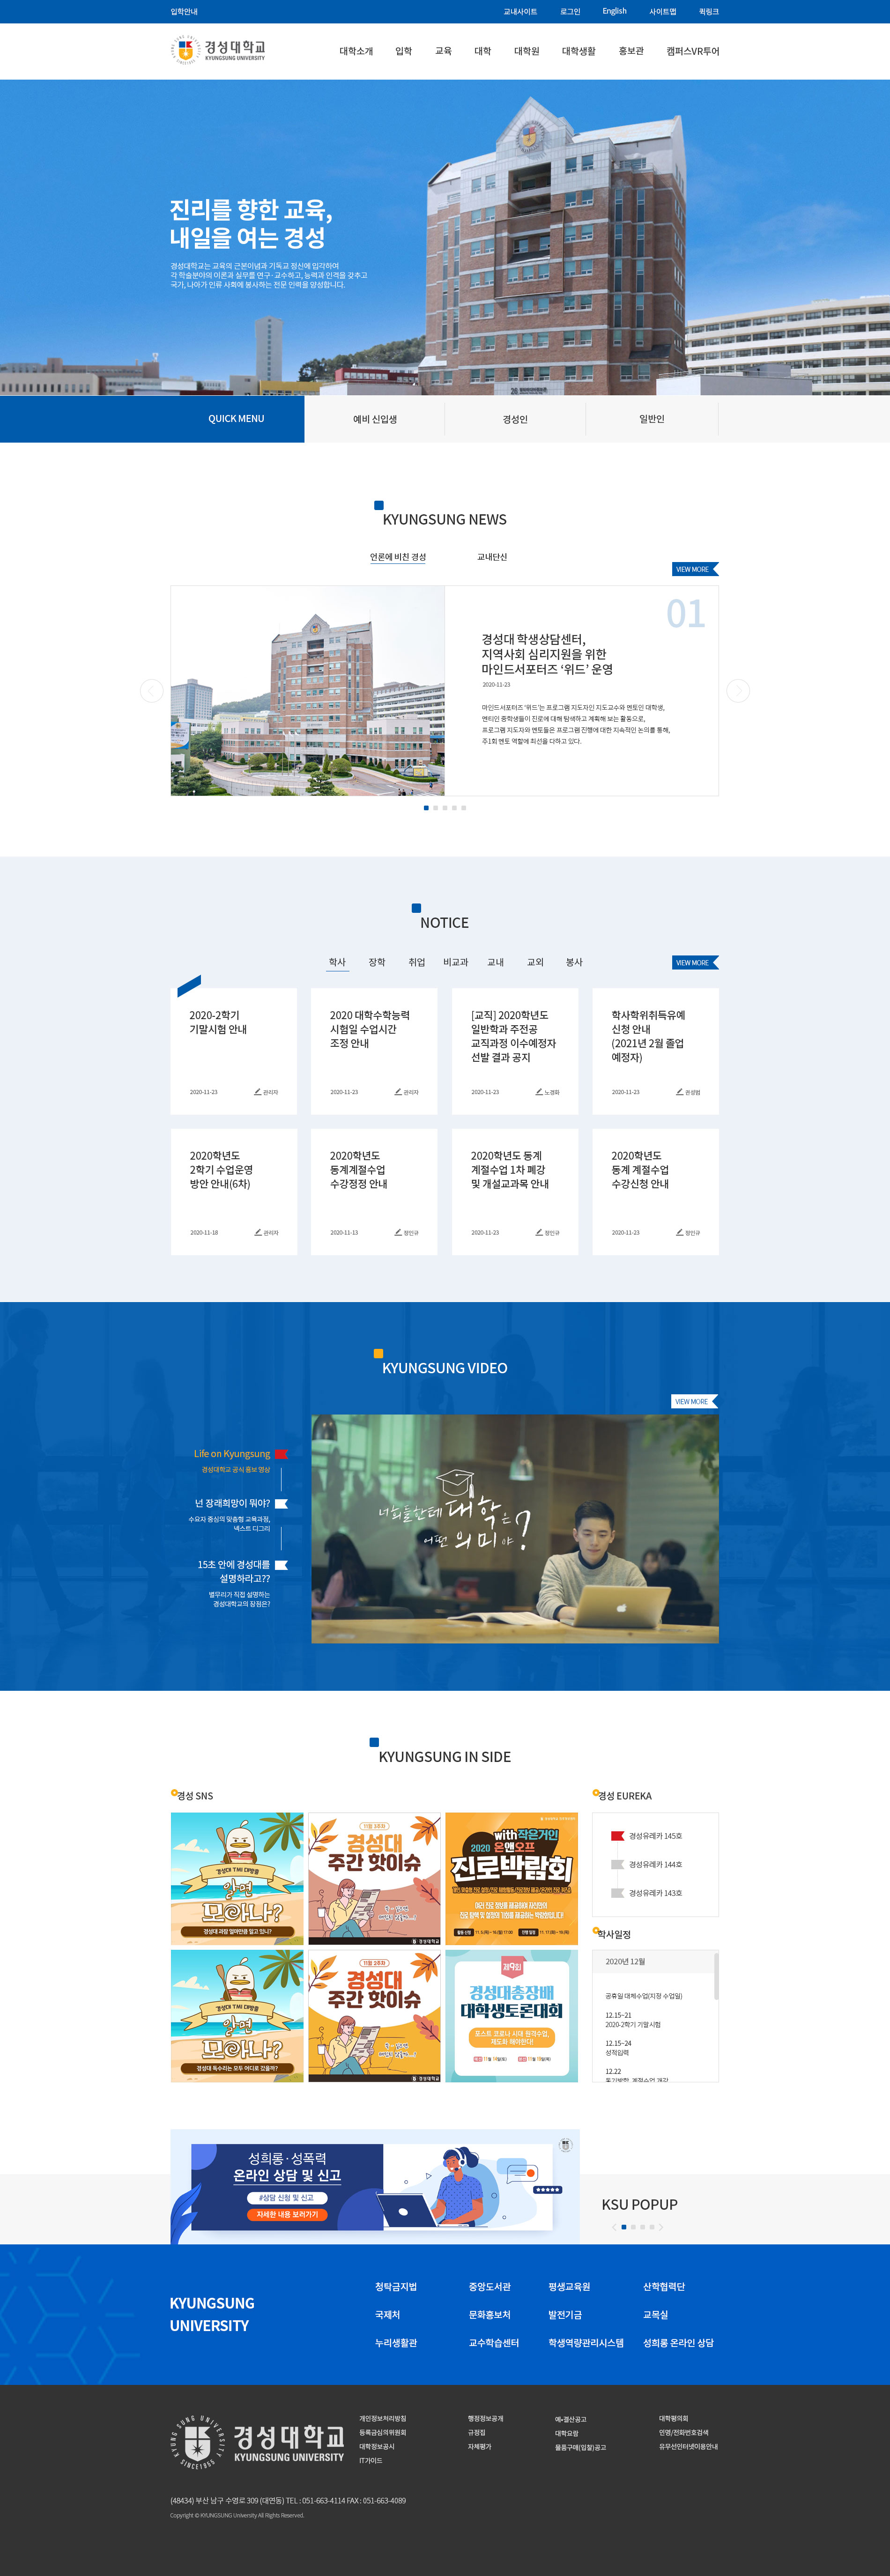 입학안내
교내사이트
로그인
English
사이트맵
퀵링크
경성대학교
KYUNGSUNG UNIVERSITY
대학소개
입학
교육
대학
대학원
대학생활
홍보관
캠퍼스VR투어
진리를 향한 교육,
내일을 여는 경성
경성대학교는 교육의 근본이념과 기독교 정신에 입각하여
각 학술분야의 이론과 실무를 연구·교수하고, 능력과 인격을 갖추고
국가, 나아가 인류 사회에 봉사하는 전문 인력을 양성합니다.
26
QUICK MENU
예비 신입생
경성인
일반인
KYUNGSUNG NEWS
언론에 비친 경성
교내단신
VIEW MORE
01
경성대 학생상담센터,
지역사회 심리지원을 위한
마인드서포터즈 ‘위드’ 운영
2020-11-23
마인드서포터즈 ‘위드’는 프로그램 지도자인 지도교수와 멘토인 대학생,
멘티인 중학생들이 진로에 대해 탐색하고 계획해 보는 활동으로,
프로그램 지도자와 멘토들은 프로그램 진행에 대한 지속적인 논의를 통해,
주1회 멘토 역할에 최선을 다하고 있다.
NOTICE
학사
장학
취업
비교과
교내
교외
봉사
VIEW MORE
2020-2학기
기말시험 안내
2020-11-23
관리자
2020 대학수학능력
시험일 수업시간
조정 안내
2020-11-23
관리자
[교직] 2020학년도
일반학과 주전공
교직과정 이수예정자
선발 결과 공지
2020-11-23
노경화
학사학위취득유예
신청 안내
(2021년 2월 졸업
예정자)
2020-11-23
권성범
2020학년도
2학기 수업운영
방안 안내(6차)
2020-11-18
관리자
2020학년도
동계계절수업
수강정정 안내
2020-11-13
정인규
2020학년도 동계
계절수업 1차 폐강
및 개설교과목 안내
2020-11-23
정인규
2020학년도
동계 계절수업
수강신청 안내
2020-11-23
정인규
KYUNGSUNG VIDEO
VIEW MORE
Life on Kyungsung
경성대학교 공식 홍보 영상
넌 장래희망이 뭐야?
수요자 중심의 맞춤형 교육과정,
넥스트 디그리
15초 안에 경성대를
설명하라고??
별무리가 직접 설명하는
경성대학교의 장점은?
너희들한테 대학은
어떤 의미야?
KYUNGSUNG IN SIDE
경성 SNS
경성대 TMI 대방출
알면
모하나?
경성대 과잠 얼마만큼 알고 있니?
11월 3주차
경성대
주간 핫이슈
경성대학교
with작은거인
2020 온앤오프
진로박람회
경성대 TMI 대방출
알면
모하나?
경성대 독수리는 모두 어디로 갔을까?
11월 2주차
경성대
주간 핫이슈
경성대학교
제9회
경성대총장배
대학생토론대회
포스트 코로나 시대 원격수업,
제도화 해야한다!
경성 EUREKA
경성유레카 145호
경성유레카 144호
경성유레카 143호
학사일정
2020년 12월
공휴일 대체수업(지정 수업일)
12.15~21
2020-2학기 기말시험
12.15~24
성적입력
12.22
동기방학, 계절수업 개강
성희롱·성폭력
온라인 상담 및 신고
#상담 신청 및 신고
자세한 내용 보러가기
KSU POPUP
KYUNGSUNG
UNIVERSITY
청탁금지법
중앙도서관
평생교육원
산학협력단
국제처
문화홍보처
발전기금
교목실
누리생활관
교수학습센터
학생역량관리시스템
성희롱 온라인 상담
KYUNG SUNG UNIVERSITY
SINCE1955
경성대학교
KYUNGSUNG UNIVERSITY
개인정보처리방침
등록금심의위원회
대학정보공시
IT가이드
행정정보공개
규정집
자체평가
예•결산공고
대학요람
물품구매(입찰)공고
대학평의회
인명/전화번호검색
유무선인터넷이용안내
(48434) 부산 남구 수영로 309 (대연동) TEL : 051-663-4114 FAX : 051-663-4089
Copyright © KYUNGSUNG University All Rights Reserved.